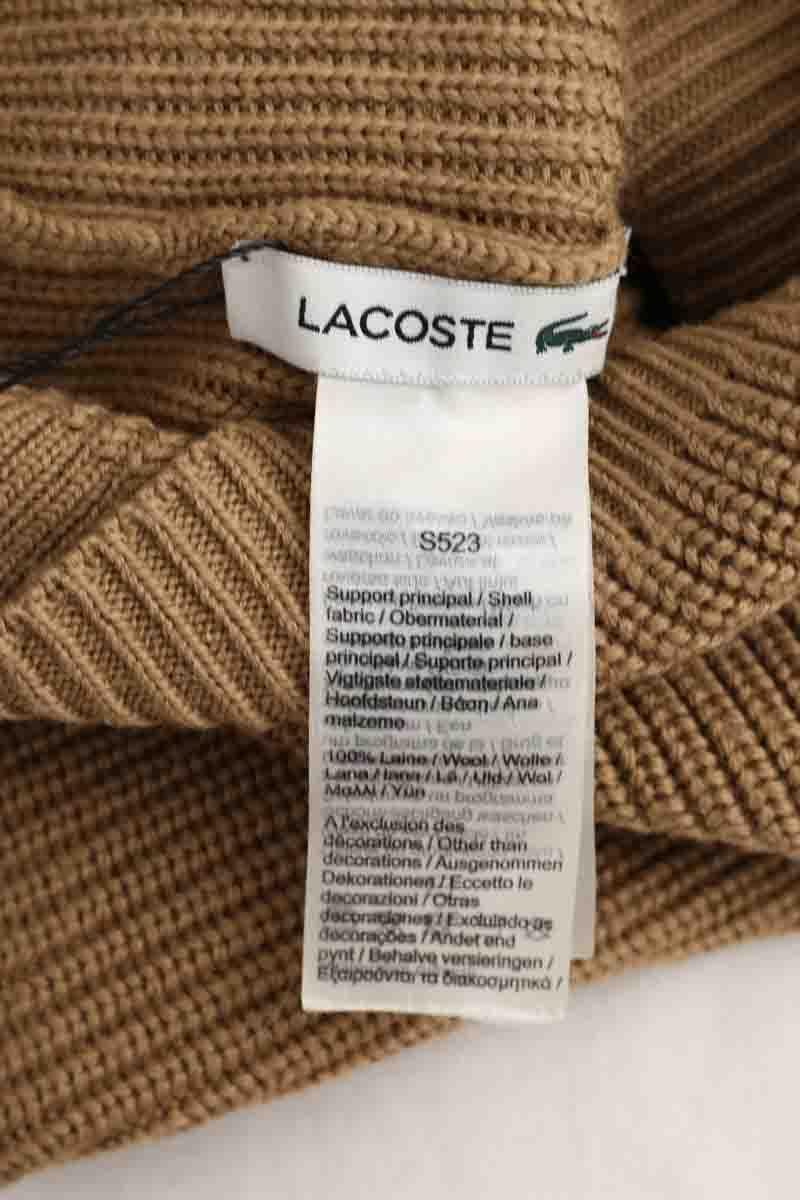 LACOSTE
S523
Support principal / Shell
fabric / Obermaterial /
Supporto principale / base
principal / Suporte principal /
Vigtigste støttemateriale /
Hoofdsteun / Βάση / Ana
malzeme
100% Laine / Wool / Wolle /
Lana / lana / Lã / Uld / Wol /
Μαλλί / Yün
A l'exclusion des
décorations / Other than
decorations / Ausgenommen
Dekorationen / Eccetto le
decorazioni / Otras
decoraciones / Excluindo as
decorações / Andet end
pynt / Behalve versieringen /
Εξαιρούνται τα διακοσμητικά /